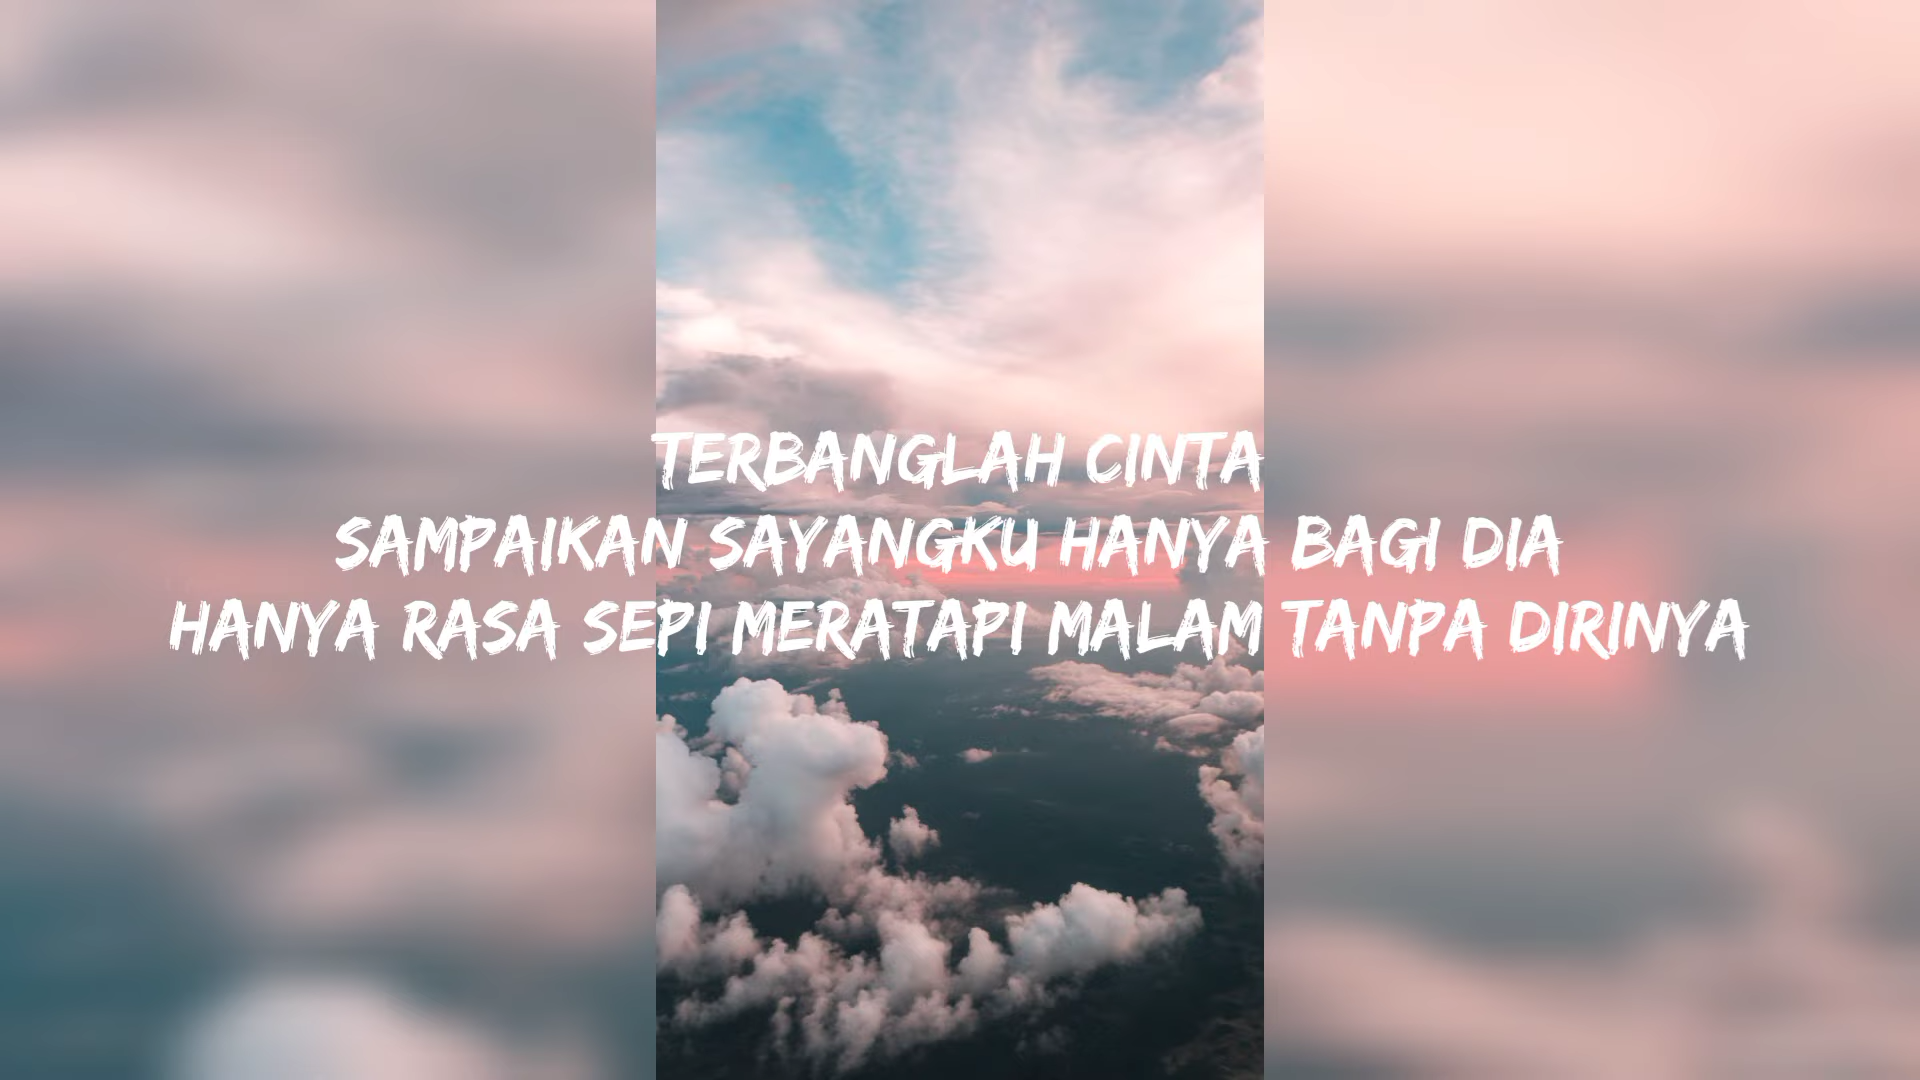 TERBANGLAH CINTA
SAMPAIKAN SAYANGKU HANYA BAGI DIA
HANYA RASA SEPI MERATAPI MALAM TANPA DIRINYA